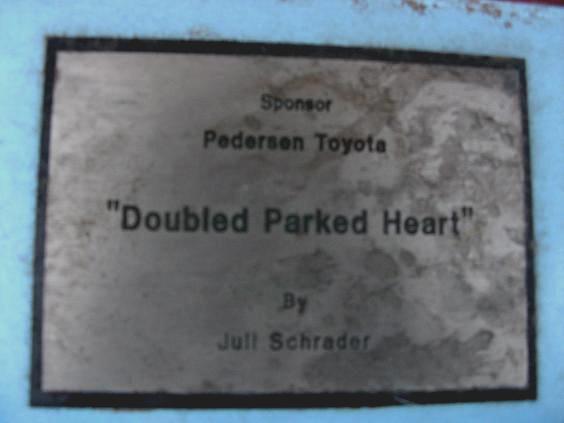 Sponsor
Pedersen Toyota
"Doubled Parked Heart"
By
Juli Schrader